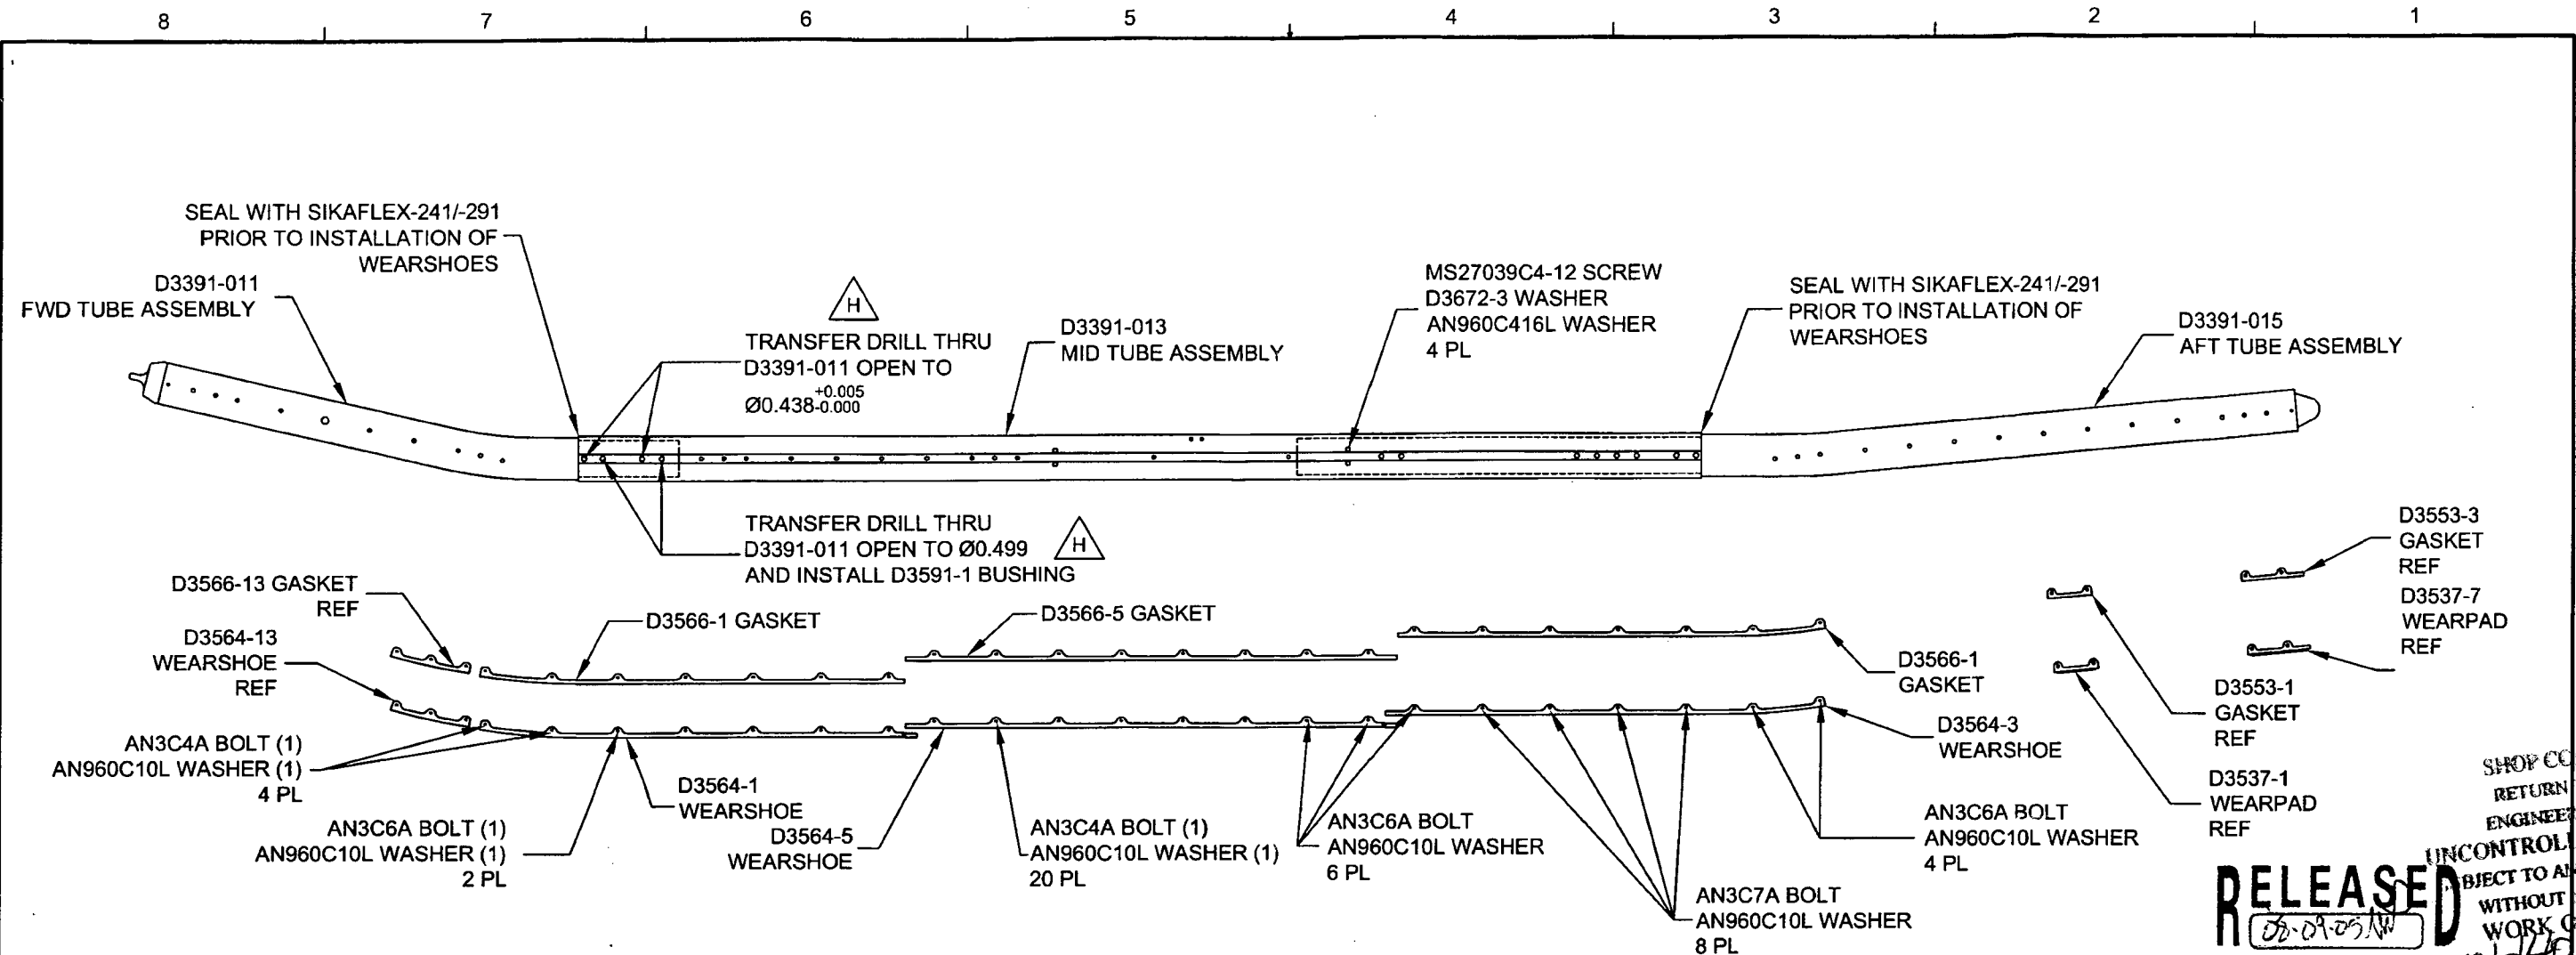 8 7 6 5 4 3 2 1
SEAL WITH SIKAFLEX-241/-291
PRIOR TO INSTALLATION OF
WEARSHOES
D3391-011
FWD TUBE ASSEMBLY
H
TRANSFER DRILL THRU
D3391-011 OPEN TO
Ø0.438 +0.005 -0.000
D3391-013
MID TUBE ASSEMBLY
MS27039C4-12 SCREW
D3672-3 WASHER
AN960C416L WASHER
4 PL
SEAL WITH SIKAFLEX-241/-291
PRIOR TO INSTALLATION OF
WEARSHOES
D3391-015
AFT TUBE ASSEMBLY
TRANSFER DRILL THRU
D3391-011 OPEN TO Ø0.499
AND INSTALL D3591-1 BUSHING
H
D3566-13 GASKET
REF
D3564-13
WEARSHOE
REF
D3566-1 GASKET
D3566-5 GASKET
D3553-3
GASKET
REF
D3537-7
WEARPAD
REF
D3566-1
GASKET
D3553-1
GASKET
REF
D3564-3
WEARSHOE
D3537-1
WEARPAD
REF
AN3C4A BOLT (1)
AN960C10L WASHER (1)
4 PL
D3564-1
WEARSHOE
AN3C6A BOLT (1)
AN960C10L WASHER (1)
2 PL
D3564-5
WEARSHOE
AN3C4A BOLT (1)
AN960C10L WASHER (1)
20 PL
AN3C6A BOLT
AN960C10L WASHER
6 PL
AN3C7A BOLT
AN960C10L WASHER
8 PL
AN3C6A BOLT
AN960C10L WASHER
4 PL
SHOP CO
RETURN
ENGINEE
UNCONTROL
BJECT TO A
WITHOUT
WORK
RELEASED